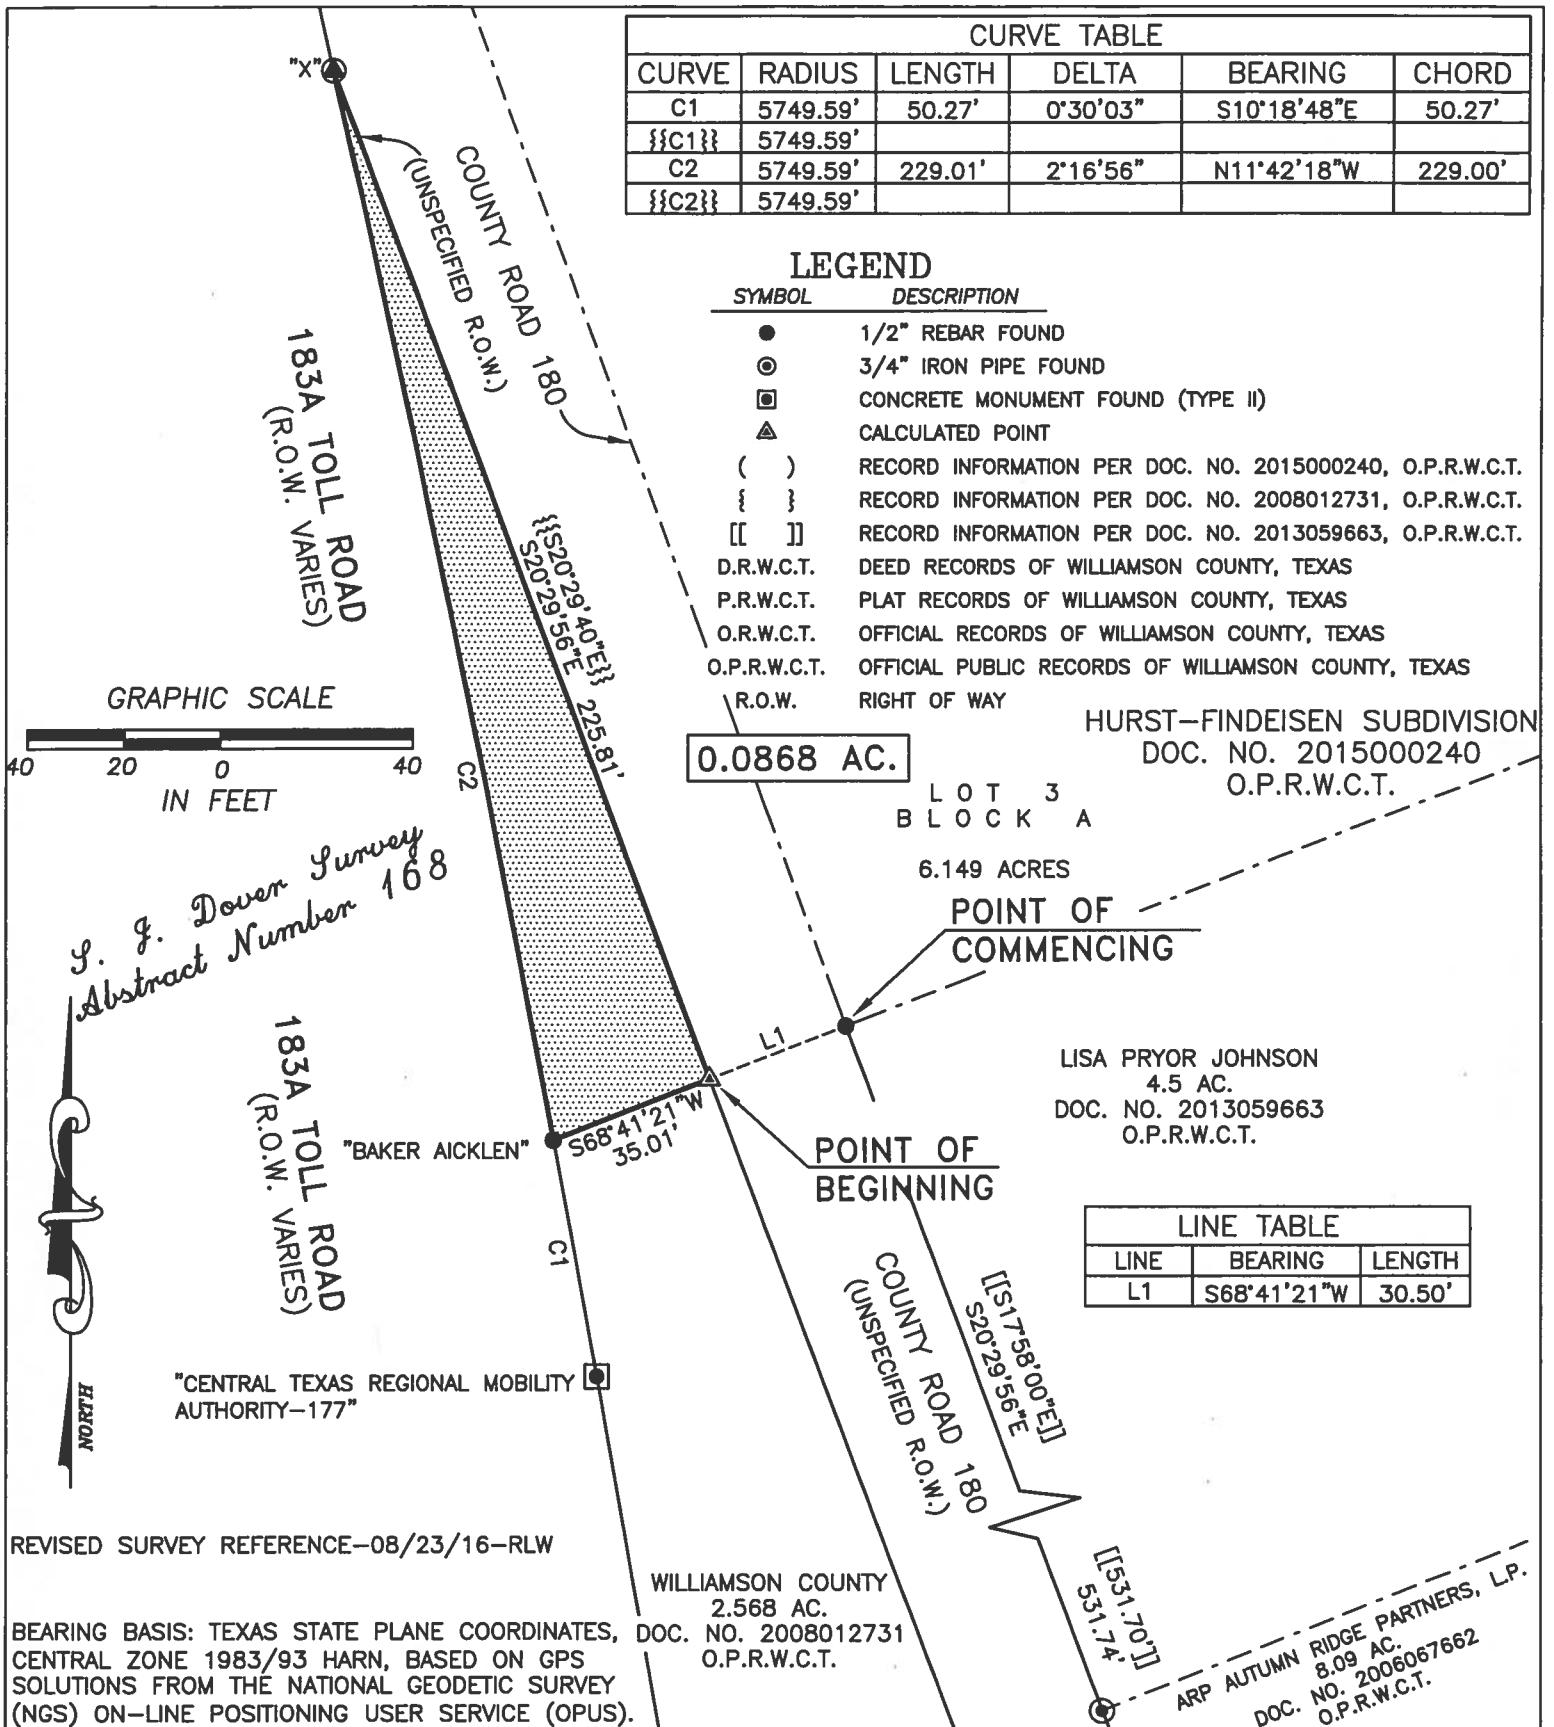 CURVE TABLE
CURVE RADIUS LENGTH DELTA BEARING CHORD
C1 5749.59' 50.27' 0°30'03" S10°18'48"E 50.27'
{{C1}} 5749.59'
C2 5749.59' 229.01' 2°16'56" N11°42'18"W 229.00'
{{C2}} 5749.59'
"X"
COUNTY ROAD 180
(UNSPECIFIED R.O.W.)
LEGEND
SYMBOL DESCRIPTION
1/2" REBAR FOUND
3/4" IRON PIPE FOUND
CONCRETE MONUMENT FOUND (TYPE II)
CALCULATED POINT
( ) RECORD INFORMATION PER DOC. NO. 2015000240, O.P.R.W.C.T.
{ } RECORD INFORMATION PER DOC. NO. 2008012731, O.P.R.W.C.T.
[[ ]] RECORD INFORMATION PER DOC. NO. 2013059663, O.P.R.W.C.T.
D.R.W.C.T. DEED RECORDS OF WILLIAMSON COUNTY, TEXAS
P.R.W.C.T. PLAT RECORDS OF WILLIAMSON COUNTY, TEXAS
O.R.W.C.T. OFFICIAL RECORDS OF WILLIAMSON COUNTY, TEXAS
O.P.R.W.C.T. OFFICIAL PUBLIC RECORDS OF WILLIAMSON COUNTY, TEXAS
R.O.W. RIGHT OF WAY
183A TOLL ROAD
(R.O.W. VARIES)
{{S20°29'40"E}}
S20°29'56"E 225.81'
C2
GRAPHIC SCALE
40 20 0 40
IN FEET
0.0868 AC.
HURST-FINDEISEN SUBDIVISION
DOC. NO. 2015000240
O.P.R.W.C.T.
LOT 3
BLOCK A
6.149 ACRES
S. J. Dover Survey
Abstract Number 168
POINT OF
COMMENCING
L1
183A TOLL ROAD
(R.O.W. VARIES)
LISA PRYOR JOHNSON
4.5 AC.
DOC. NO. 2013059663
O.P.R.W.C.T.
"BAKER AICKLEN"
S68°41'21"W
35.01'
POINT OF
BEGINNING
LINE TABLE
LINE BEARING LENGTH
L1 S68°41'21"W 30.50'
C1
COUNTY ROAD 180
(UNSPECIFIED R.O.W.)
[[S17°58'00"E]]
S20°29'56"E
NORTH
"CENTRAL TEXAS REGIONAL MOBILITY
AUTHORITY-177"
REVISED SURVEY REFERENCE-08/23/16-RLW
[[531.70']]
531.74'
WILLIAMSON COUNTY
2.568 AC.
DOC. NO. 2008012731
O.P.R.W.C.T.
ARP AUTUMN RIDGE PARTNERS, L.P.
8.09 AC.
DOC. NO. 2006067662
O.P.R.W.C.T.
BEARING BASIS: TEXAS STATE PLANE COORDINATES,
CENTRAL ZONE 1983/93 HARN, BASED ON GPS
SOLUTIONS FROM THE NATIONAL GEODETIC SURVEY
(NGS) ON-LINE POSITIONING USER SERVICE (OPUS).